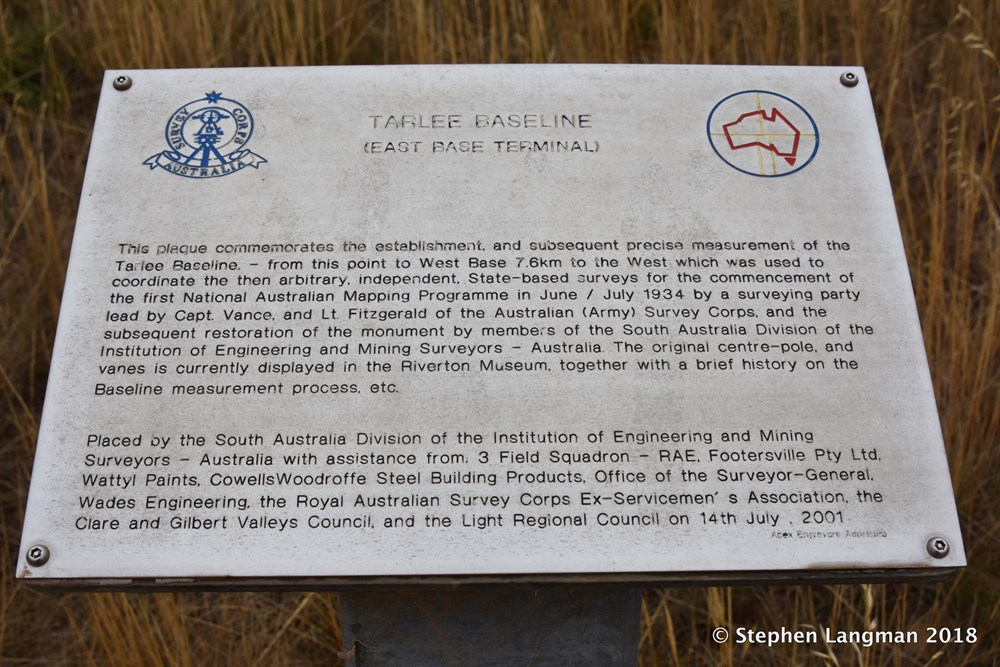 SURVEY CORPS
AUSTRALIA
TARLEE BASELINE
(EAST BASE TERMINAL)
This plaque commemorates the establishment, and subsequent precise measurement of the
Tarlee Baseline, - from this point to West Base 7.6km to the West which was used to
coordinate the then arbitrary, independent, State-based surveys for the commencement of
the first National Australian Mapping Programme in June / July 1934 by a surveying party
lead by Capt. Vance, and Lt. Fitzgerald of the Australian (Army) Survey Corps, and the
subsequent restoration of the monument by members of the South Australia Division of the
Institution of Engineering and Mining Surveyors - Australia. The original centre-pole, and
vanes is currently displayed in the Riverton Museum, together with a brief history on the
Baseline measurement process, etc.
Placed by the South Australia Division of the Institution of Engineering and Mining
Surveyors - Australia with assistance from; 3 Field Squadron - RAE, Footersville Pty Ltd,
Wattyl Paints, CowellsWoodroffe Steel Building Products, Office of the Surveyor-General,
Wades Engineering, the Royal Australian Survey Corps Ex-Servicemen' s Association, the
Clare and Gilbert Valleys Council, and the Light Regional Council on 14th July , 2001
Apex Engravers Adelaide
© Stephen Langman 2018